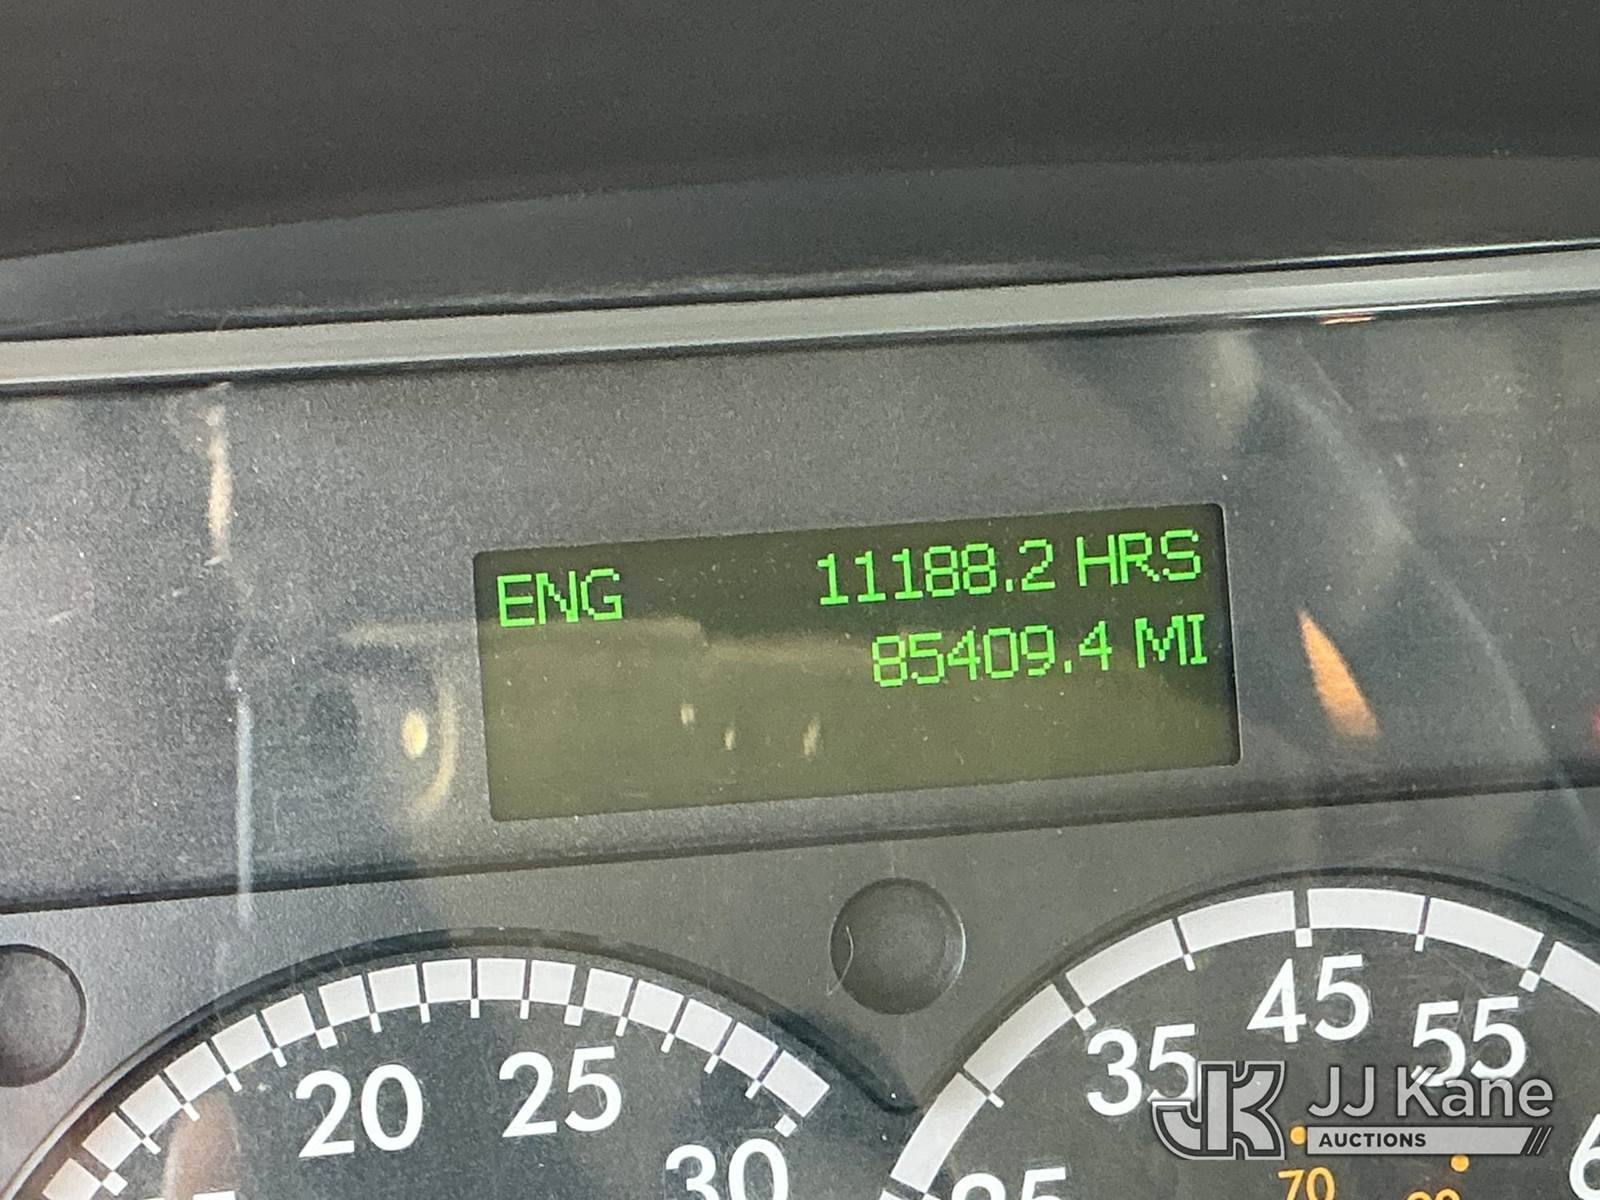 ENG 11188.2 HRS
85409.4 MI
20 25 30
35 45 55
70
JJ Kane
AUCTIONS